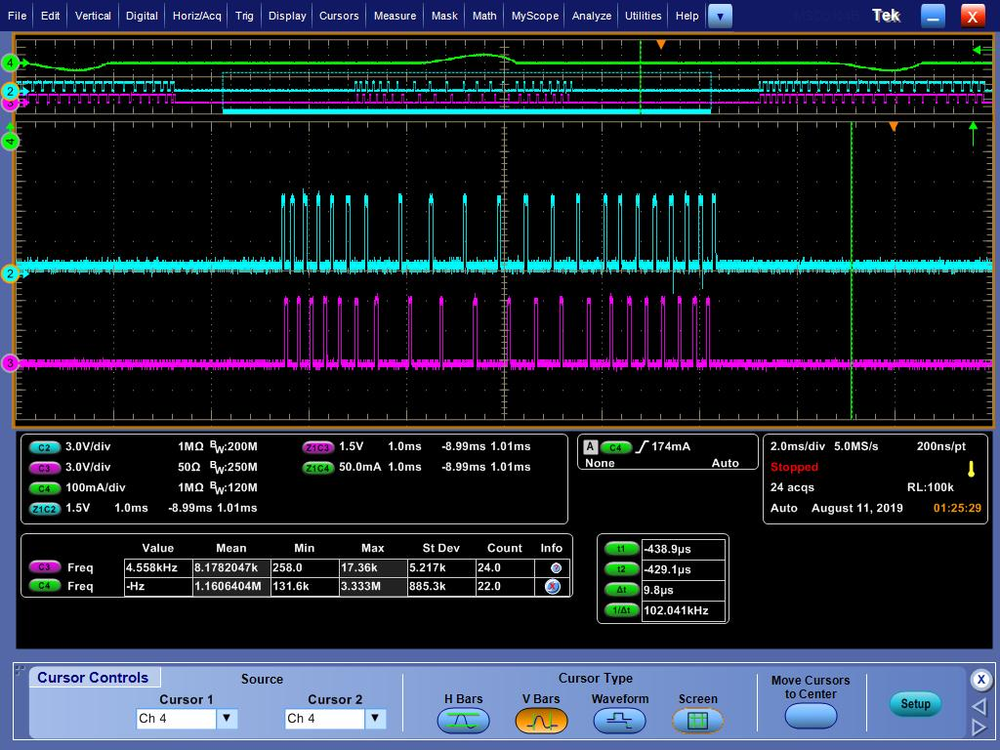 File Edit Vertical Digital Horiz/Acq Trig Display Cursors Measure Mask Math MyScope Analyze Utilities Help Tek X
4
2
3
4
2
3
C2 3.0V/div 1MΩ BW:200M Z1C3 1.5V 1.0ms -8.99ms 1.01ms
C3 3.0V/div 50Ω BW:250M Z1C4 50.0mA 1.0ms -8.99ms 1.01ms
C4 100mA/div 1MΩ BW:120M
Z1C2 1.5V 1.0ms -8.99ms 1.01ms
A C4 174mA
None Auto
2.0ms/div 5.0MS/s 200ns/pt
Stopped
24 acqs RL:100k
Auto August 11, 2019 01:25:29
Value Mean Min Max St Dev Count Info
C3 Freq 4.558kHz 8.1782047k 258.0 17.36k 5.217k 24.0
C4 Freq -Hz 1.1606404M 131.6k 3.333M 885.3k 22.0
t1 -438.9µs
t2 -429.1µs
Δt 9.8µs
1/Δt 102.041kHz
Cursor Controls
Source
Cursor 1 Cursor 2
Ch 4 Ch 4
Cursor Type
H Bars V Bars Waveform Screen
Move Cursors
to Center
Setup
X